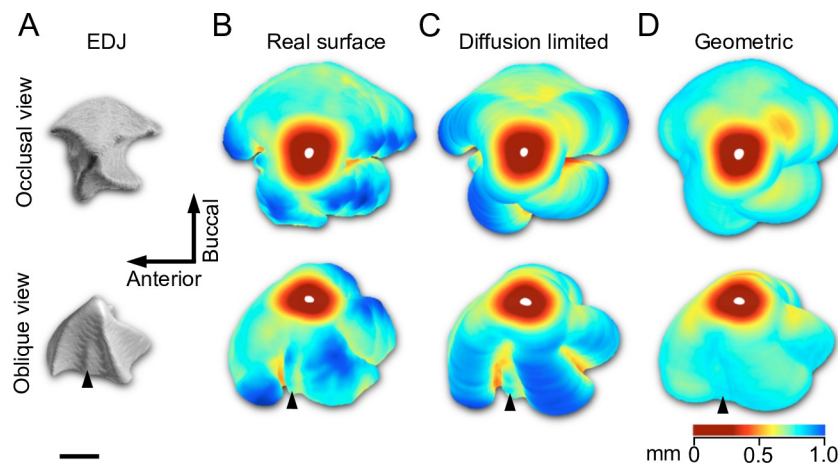 A B C D
EDJ Real surface Diffusion limited Geometric
Occlusal view
Buccal
Anterior
Oblique view
mm 0 0.5 1.0